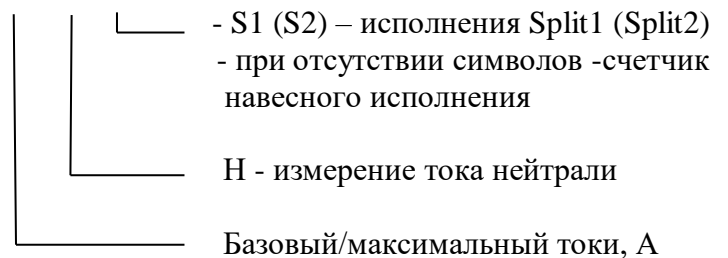 - S1 (S2) – исполнения Split1 (Split2)
- при отсутствии символов -счетчик
навесного исполнения
Н - измерение тока нейтрали
Базовый/максимальный токи, А